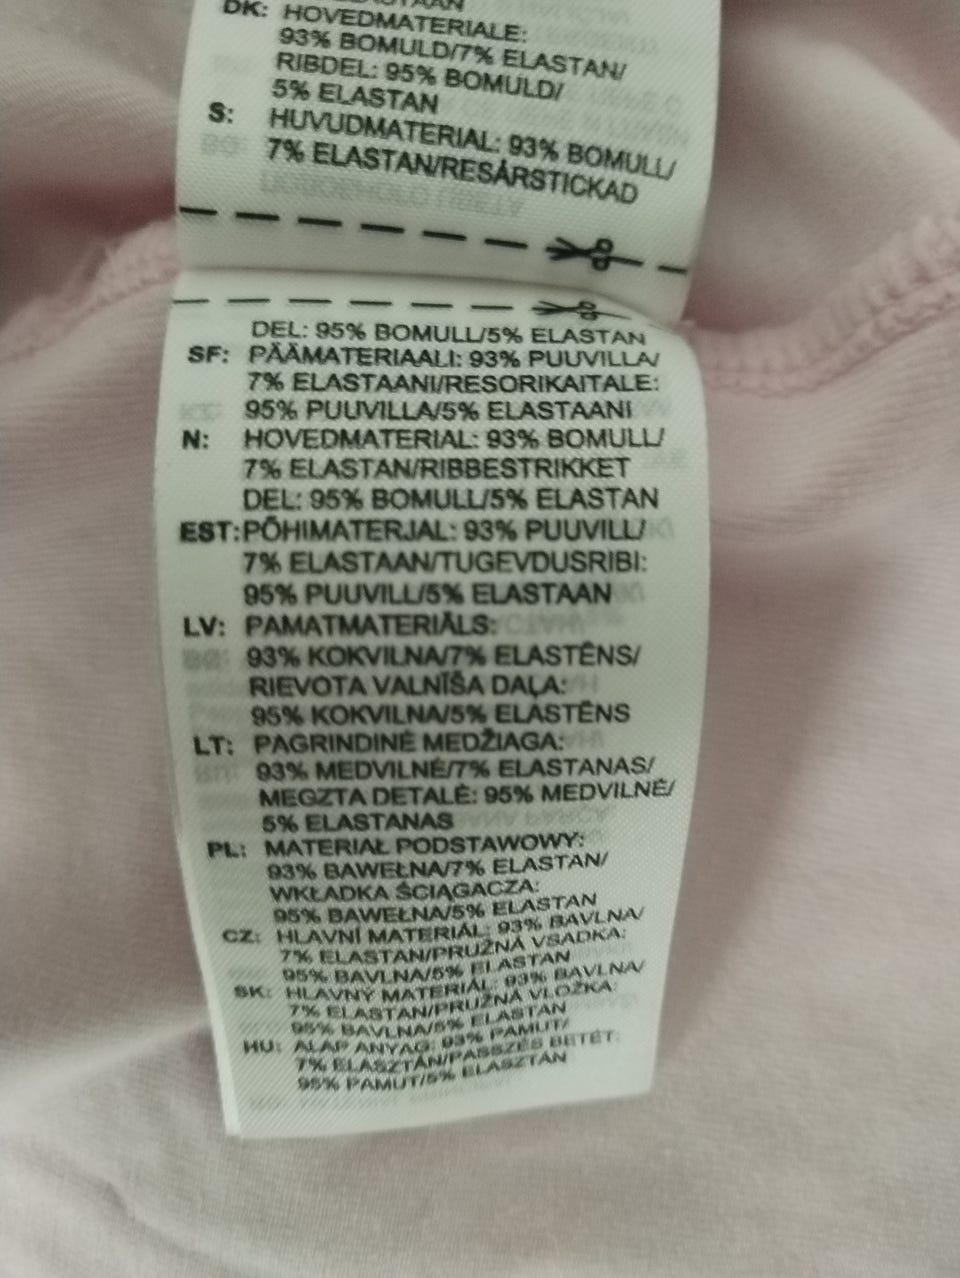 DK: HOVEDMATERIALE:
93% BOMULD/7% ELASTAN/
RIBDEL: 95% BOMULD/
5% ELASTAN
S: HUVUDMATERIAL: 93% BOMULL/
7% ELASTAN/RESÅRSTICKAD
DEL: 95% BOMULL/5% ELASTAN
SF: PÄÄMATERIAALI: 93% PUUVILLA/
7% ELASTAANI/RESORIKAITALE:
95% PUUVILLA/5% ELASTAANI
N: HOVEDMATERIAL: 93% BOMULL/
7% ELASTAN/RIBBESTRIKKET
DEL: 95% BOMULL/5% ELASTAN
EST: PÕHIMATERJAL: 93% PUUVILL/
7% ELASTAAN/TUGEVDUSRIBI:
95% PUUVILL/5% ELASTAAN
LV: PAMATMATERIĀLS:
93% KOKVILNA/7% ELASTĒNS/
RIEVOTA VALNĪŠA DAĻA:
95% KOKVILNA/5% ELASTĒNS
LT: PAGRINDINĖ MEDŽIAGA:
93% MEDVILNĖ/7% ELASTANAS/
MEGZTA DETALĖ: 95% MEDVILNĖ/
5% ELASTANAS
PL: MATERIAŁ PODSTAWOWY:
93% BAWEŁNA/7% ELASTAN/
WKŁADKA ŚCIĄGACZA:
95% BAWEŁNA/5% ELASTAN
CZ: HLAVNÍ MATERIÁL: 93% BAVLNA/
7% ELASTAN/PRUŽNÁ VSADKA:
95% BAVLNA/5% ELASTAN
SK: HLAVNÝ MATERIÁL: 93% BAVLNA/
7% ELASTAN/PRUŽNÁ VLOŽKA:
95% BAVLNA/5% ELASTAN
HU: ALAP ANYAG: 93% PAMUT/
7% ELASZTÁN/PASSZÉS BETÉT:
95% PAMUT/5% ELASZTÁN